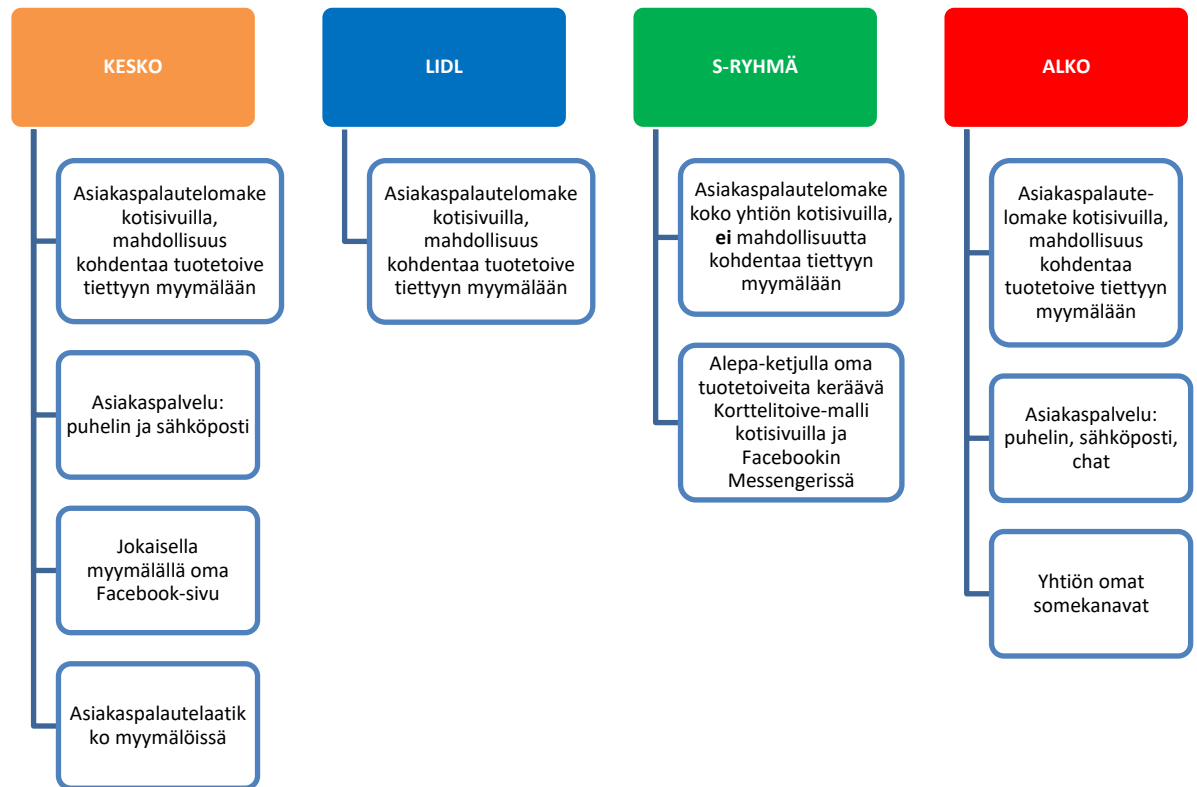 KESKO
Asiakaspalautelomake
kotisivuilla,
mahdollisuus
kohdentaa tuotetoive
tiettyyn myymälään
Asiakaspalvelu:
puhelin ja sähköposti
Jokaisella
myymälällä oma
Facebook-sivu
Asiakaspalautelaatik
ko myymälöissä
LIDL
Asiakaspalautelomake
kotisivuilla,
mahdollisuus
kohdentaa tuotetoive
tiettyyn myymälään
S-RYHMÄ
Asiakaspalautelomake
koko yhtiön kotisivuilla,
ei mahdollisuutta
kohdentaa tiettyyn
myymälään
Alepa-ketjulla oma
tuotetoiveita keräävä
Korttelitoive-malli
kotisivuilla ja
Facebookin
Messengerissä
ALKO
Asiakaspalaute-
lomake kotisivuilla,
mahdollisuus
kohdentaa
tuotetoive tiettyyn
myymälään
Asiakaspalvelu:
puhelin, sähköposti,
chat
Yhtiön omat
somekanavat